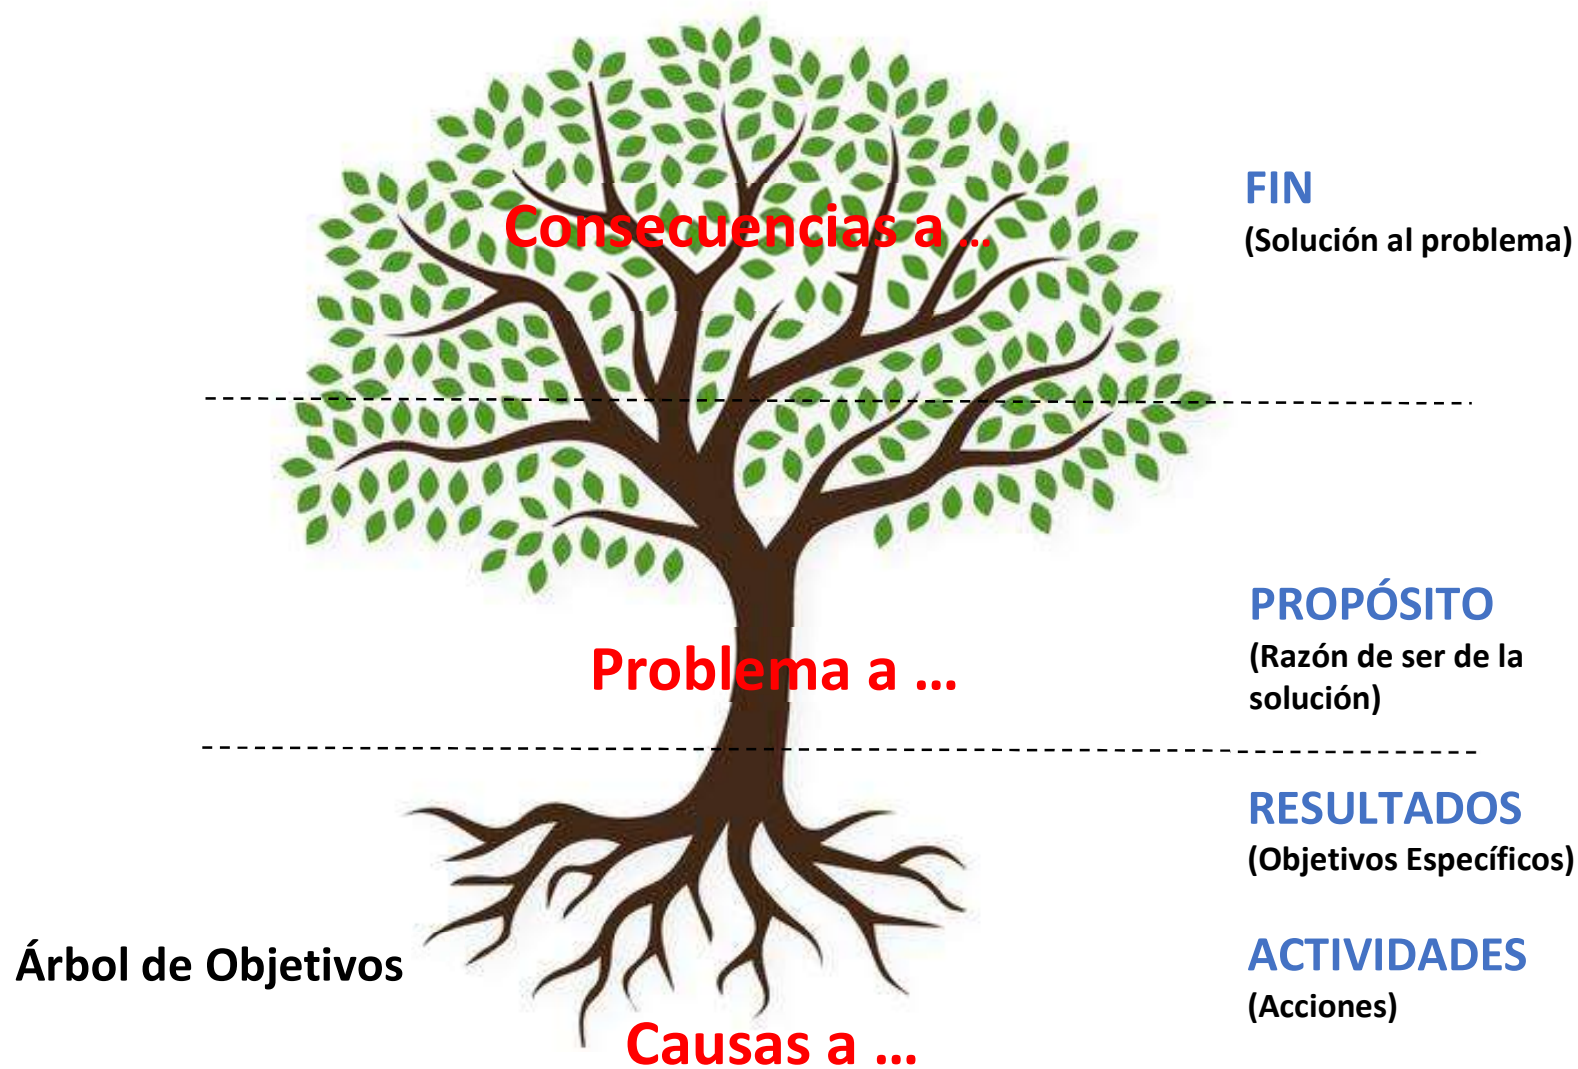 FIN
(Solución al problema)
Consecuencias a ...
PROPÓSITO
(Razón de ser de la
solución)
Problema a ...
RESULTADOS
(Objetivos Específicos)
ACTIVIDADES
(Acciones)
Árbol de Objetivos
Causas a ...